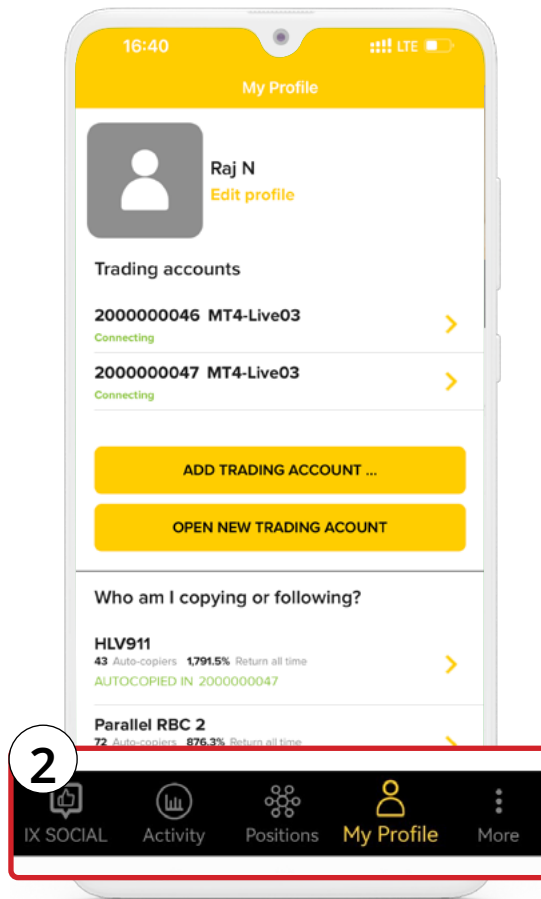 16:40
LTE
My Profile
Raj N
Edit profile
Trading accounts
2000000046 MT4-Live03
Connecting
2000000047 MT4-Live03
Connecting
ADD TRADING ACCOUNT ...
OPEN NEW TRADING ACOUNT
Who am I copying or following?
HLV911
43 Auto-copiers 1,791.5% Return all time
AUTOCOPIED IN 2000000047
Parallel RBC 2
72 Auto-copiers 876.3% Return all time
2
IX SOCIAL
Activity
Positions
My Profile
More